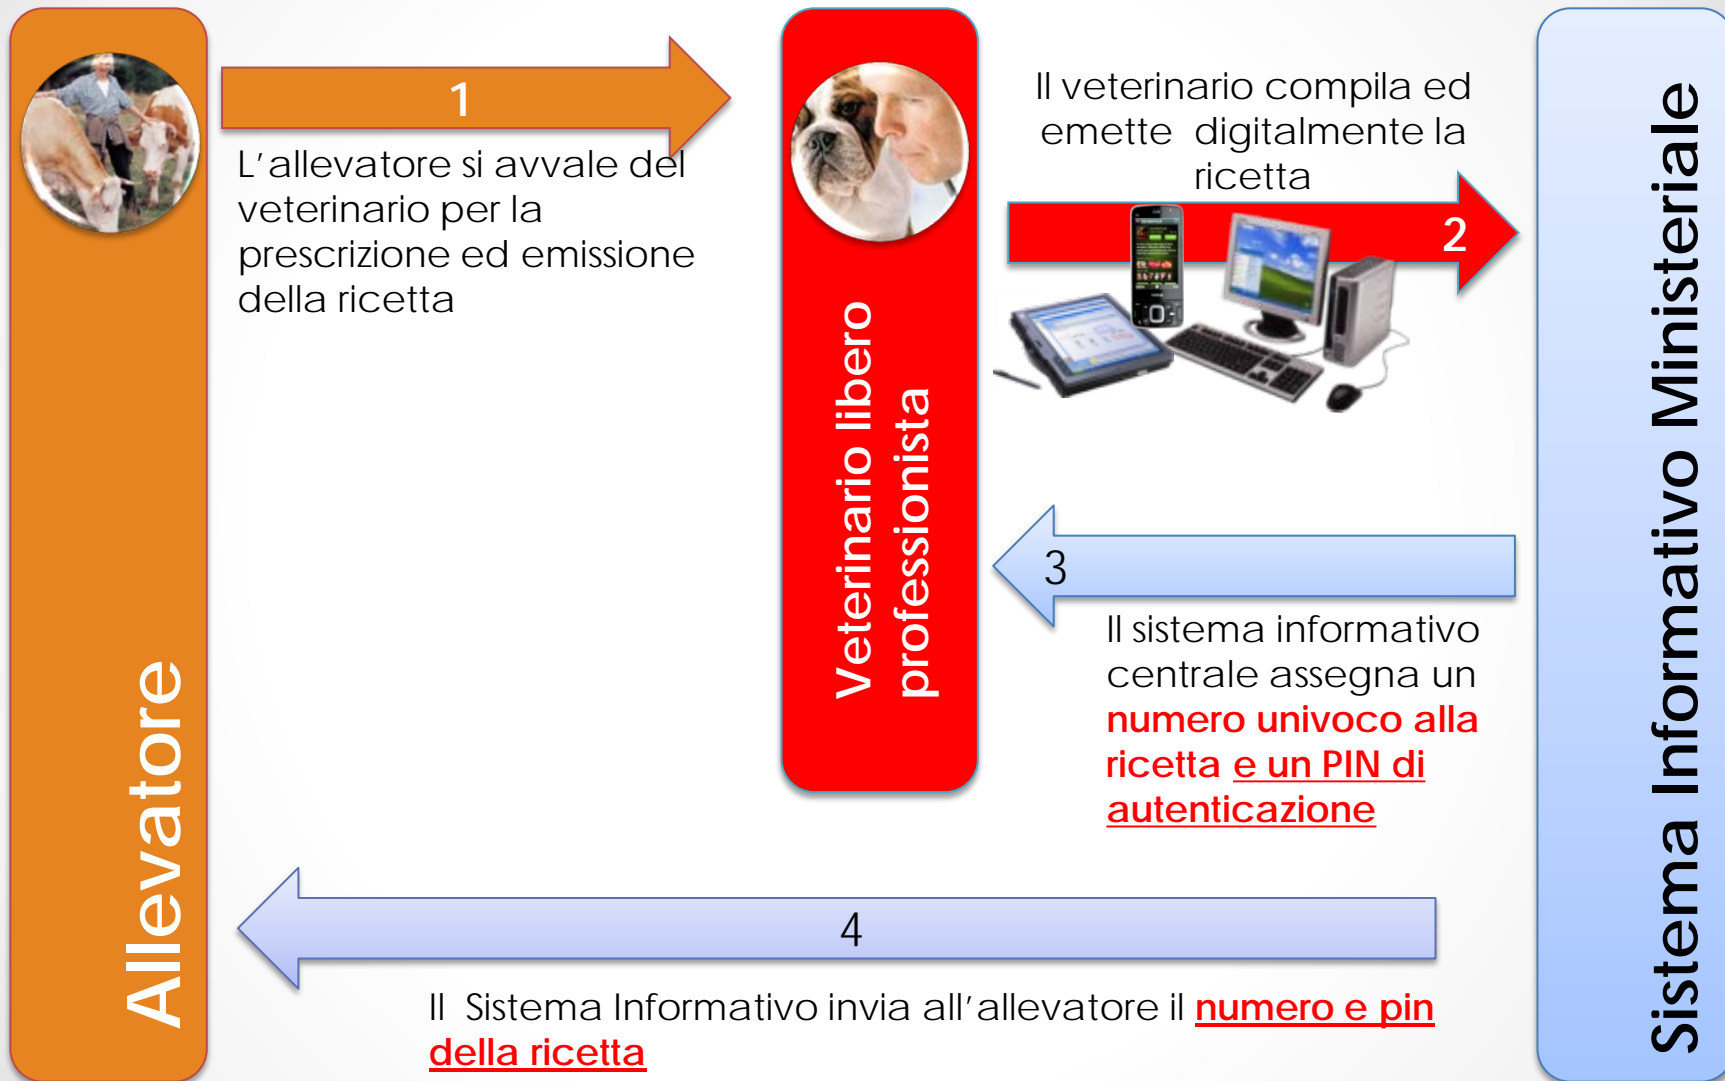 Allevatore
1
L'allevatore si avvale del
veterinario per la
prescrizione ed emissione
della ricetta
Veterinario libero
professionista
Il veterinario compila ed
emette digitalmente la
ricetta
2
3
Il sistema informativo
centrale assegna un
numero univoco alla
ricetta e un PIN di
autenticazione
4
Il Sistema Informativo invia all'allevatore il numero e pin
della ricetta
Sistema Informativo Ministeriale